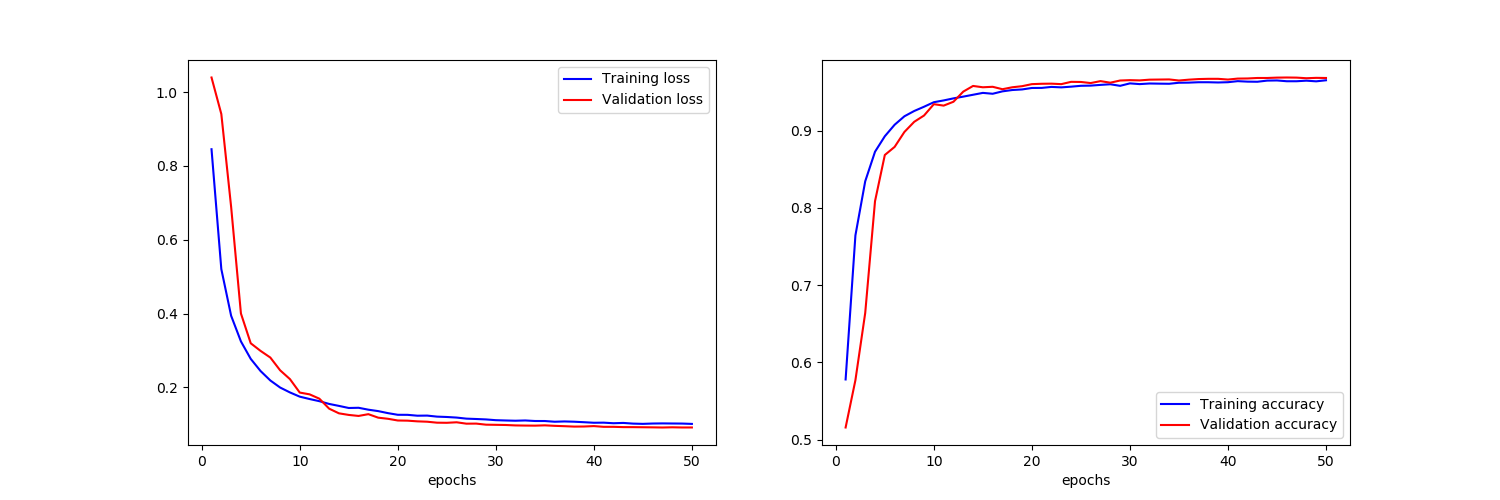 Training loss
Validation loss
1.0
0.8
0.6
0.4
0.2
0 10 20 30 40 50
epochs
0.9
0.8
0.7
0.6
0.5
Training accuracy
Validation accuracy
0 10 20 30 40 50
epochs